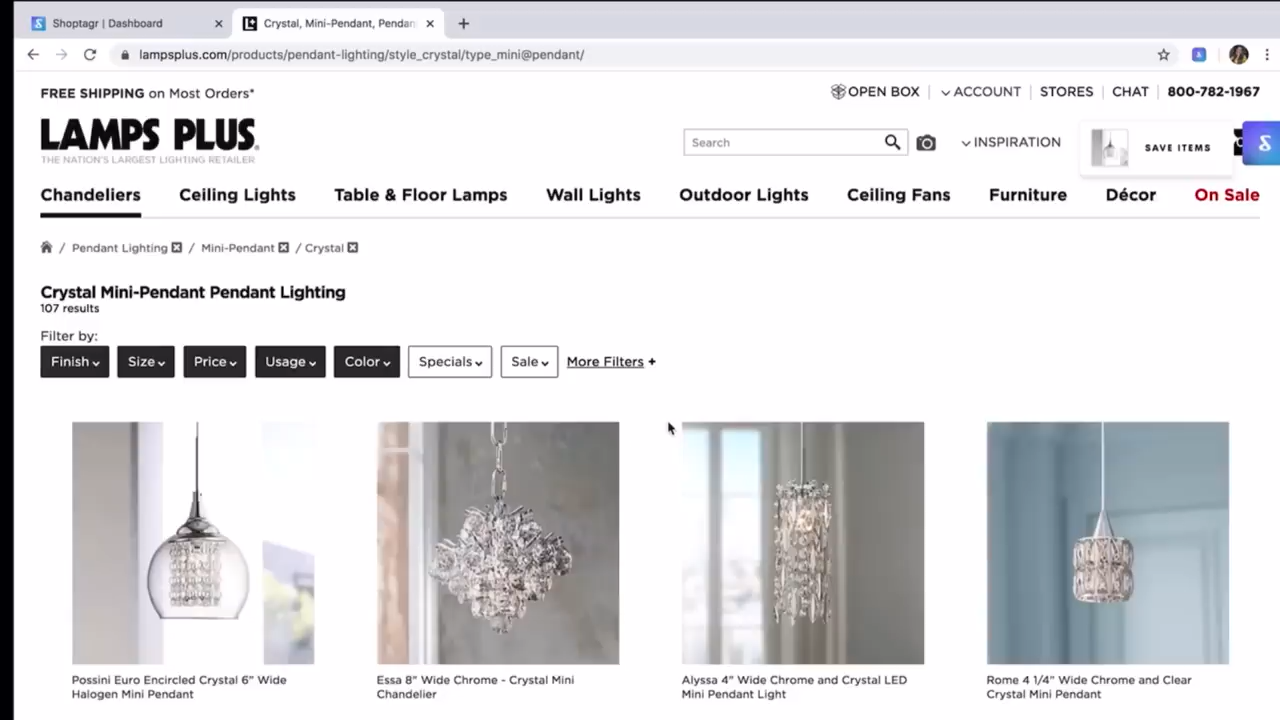 Shoptagr | Dashboard
Crystal, Mini-Pendant, Pendan
lampsplus.com/products/pendant-lighting/style_crystal/type_mini@pendant/
FREE SHIPPING on Most Orders*
OPEN BOX
ACCOUNT
STORES
CHAT
800-782-1967
LAMPS PLUS.
THE NATION'S LARGEST LIGHTING RETAILER.
Search
INSPIRATION
SAVE ITEMS
Chandeliers
Ceiling Lights
Table & Floor Lamps
Wall Lights
Outdoor Lights
Ceiling Fans
Furniture
Décor
On Sale
/ Pendant Lighting / Mini-Pendant / Crystal
Crystal Mini-Pendant Pendant Lighting
107 results
Filter by:
Finish
Size
Price
Usage
Color
Specials
Sale
More Filters +
Possini Euro Encircled Crystal 6" Wide
Halogen Mini Pendant
Essa 8" Wide Chrome - Crystal Mini
Chandelier
Alyssa 4" Wide Chrome and Crystal LED
Mini Pendant Light
Rome 4 1/4" Wide Chrome and Clear
Crystal Mini Pendant